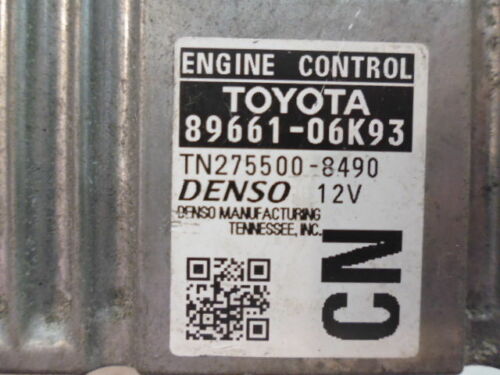 ENGINE CONTROL
TOYOTA
89661-06K93
TN275500-8490
DENSO 12V
DENSO MANUFACTURING
TENNESSEE, INC.
CN